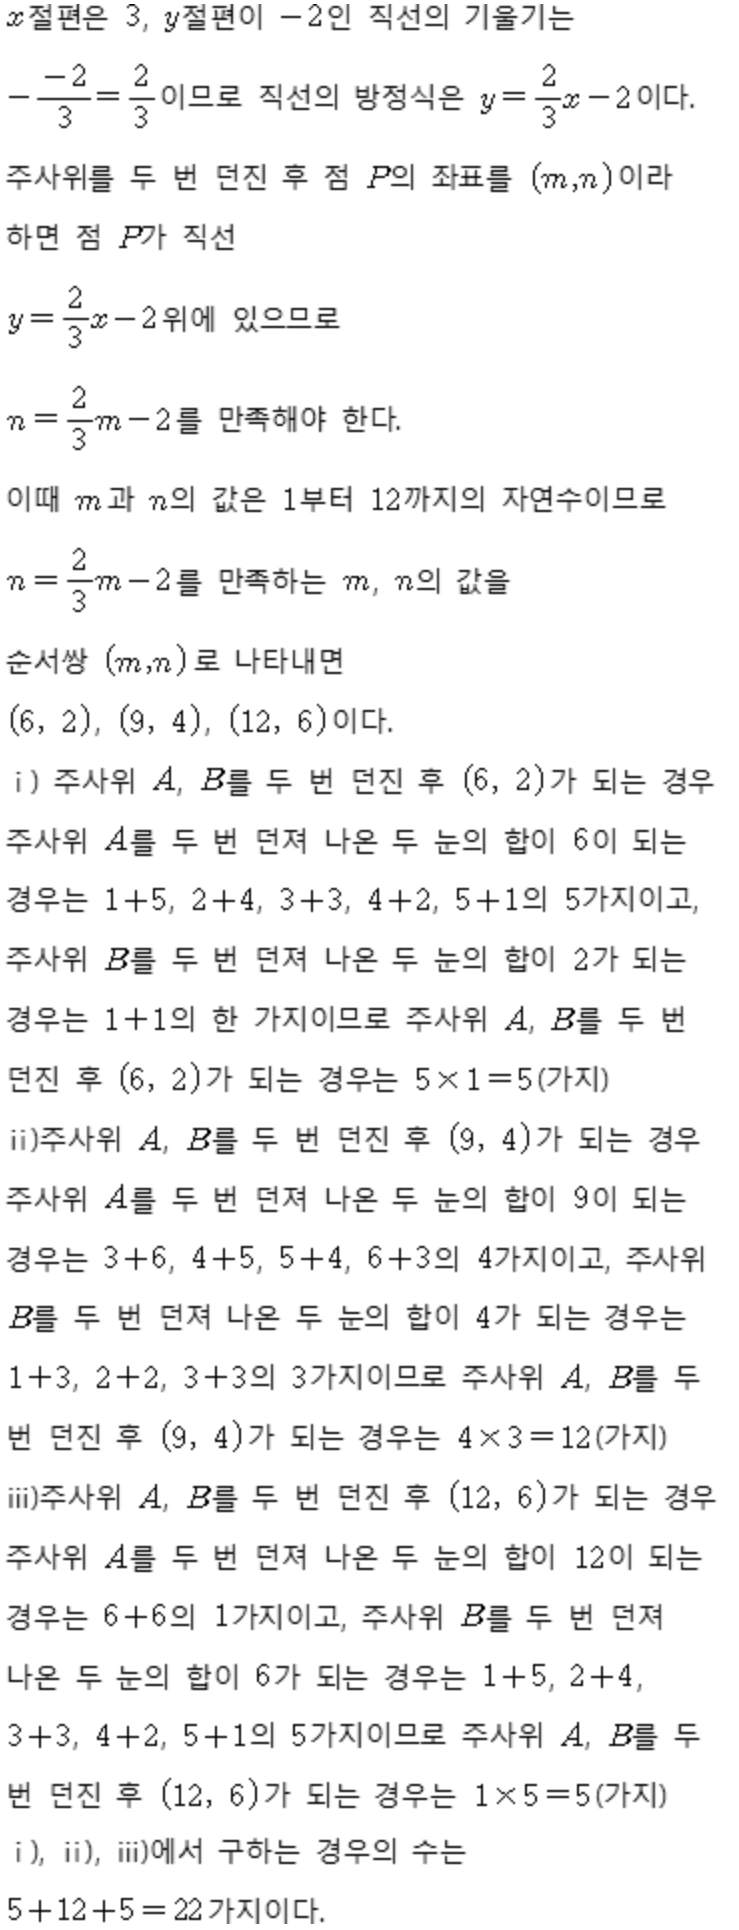 x절편은 3, y절편이 −2인 직선의 기울기는
−\frac{−2}{3}=\frac{2}{3}이므로 직선의 방정식은 y=\frac{2}{3}x−2이다.
주사위를 두 번 던진 후 점 P의 좌표를 (m,n)이라
하면 점 P가 직선
y=\frac{2}{3}x−2위에 있으므로
n=\frac{2}{3}m−2를 만족해야 한다.
이때 m과 n의 값은 1부터 12까지의 자연수이므로
n=\frac{2}{3}m−2를 만족하는 m, n의 값을
순서쌍 (m,n)로 나타내면
(6, 2), (9, 4), (12, 6)이다.
ⅰ) 주사위 A, B를 두 번 던진 후 (6, 2)가 되는 경우
주사위 A를 두 번 던져 나온 두 눈의 합이 6이 되는
경우는 1+5, 2+4, 3+3, 4+2, 5+1의 5가지이고,
주사위 B를 두 번 던져 나온 두 눈의 합이 2가 되는
경우는 1+1의 한 가지이므로 주사위 A, B를 두 번
던진 후 (6, 2)가 되는 경우는 5×1=5(가지)
ⅱ)주사위 A, B를 두 번 던진 후 (9, 4)가 되는 경우
주사위 A를 두 번 던져 나온 두 눈의 합이 9이 되는
경우는 3+6, 4+5, 5+4, 6+3의 4가지이고, 주사위
B를 두 번 던져 나온 두 눈의 합이 4가 되는 경우는
1+3, 2+2, 3+3의 3가지이므로 주사위 A, B를 두
번 던진 후 (9, 4)가 되는 경우는 4×3=12(가지)
ⅲ)주사위 A, B를 두 번 던진 후 (12, 6)가 되는 경우
주사위 A를 두 번 던져 나온 두 눈의 합이 12이 되는
경우는 6+6의 1가지이고, 주사위 B를 두 번 던져
나온 두 눈의 합이 6가 되는 경우는 1+5, 2+4,
3+3, 4+2, 5+1의 5가지이므로 주사위 A, B를 두
번 던진 후 (12, 6)가 되는 경우는 1×5=5(가지)
ⅰ), ⅱ), ⅲ)에서 구하는 경우의 수는
5+12+5=22가지이다.